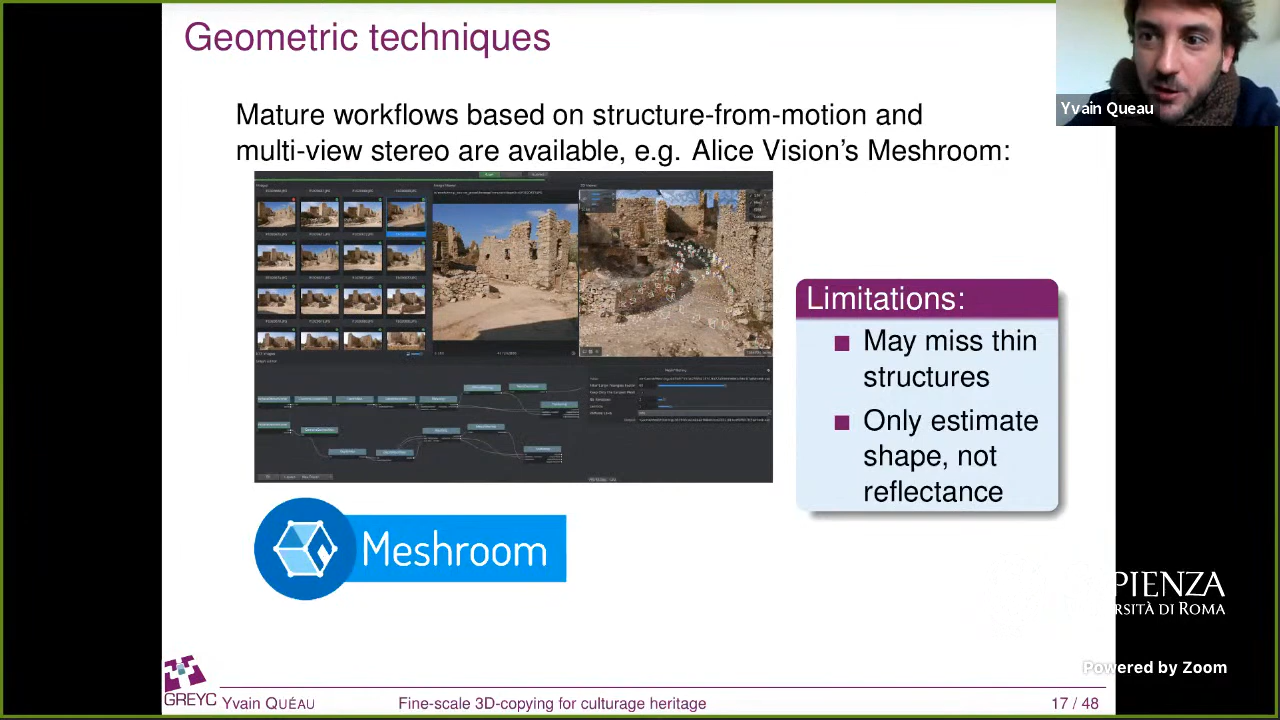 Geometric techniques
Yvain Queau
Mature workflows based on structure-from-motion and
multi-view stereo are available, e.g. Alice Vision's Meshroom:
Limitations:
May miss thin
structures
Only estimate
shape, not
reflectance
Meshroom
PIENZA
RSITÀ DI ROMA
Powered by Zoom
GREYC
Yvain QUÉAU
Fine-scale 3D-copying for culturage heritage
17 / 48